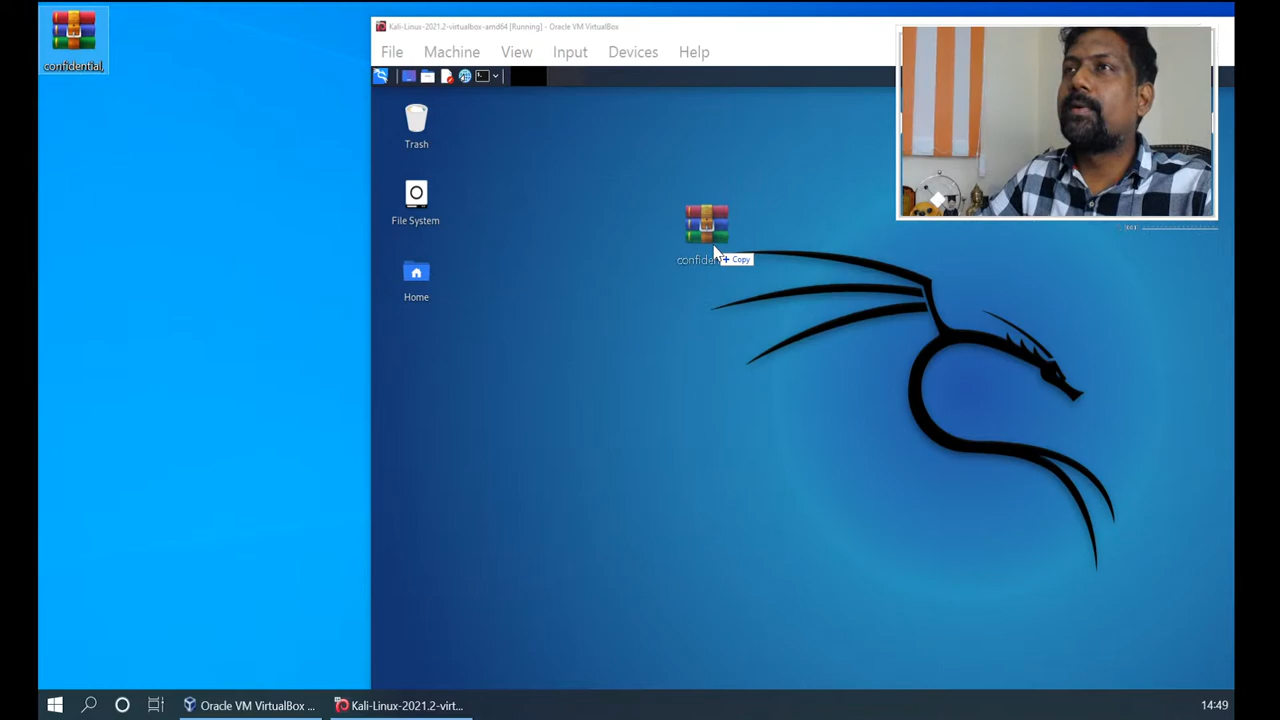 confidential,
Kali-Linux-2021.2-virtualbox-amd64 [Running] - Oracle VM VirtualBox
File Machine View Input Devices Help
Trash
File System
Home
Copy
Oracle VM VirtualBox ...
Kali-Linux-2021.2-virt...
14:49